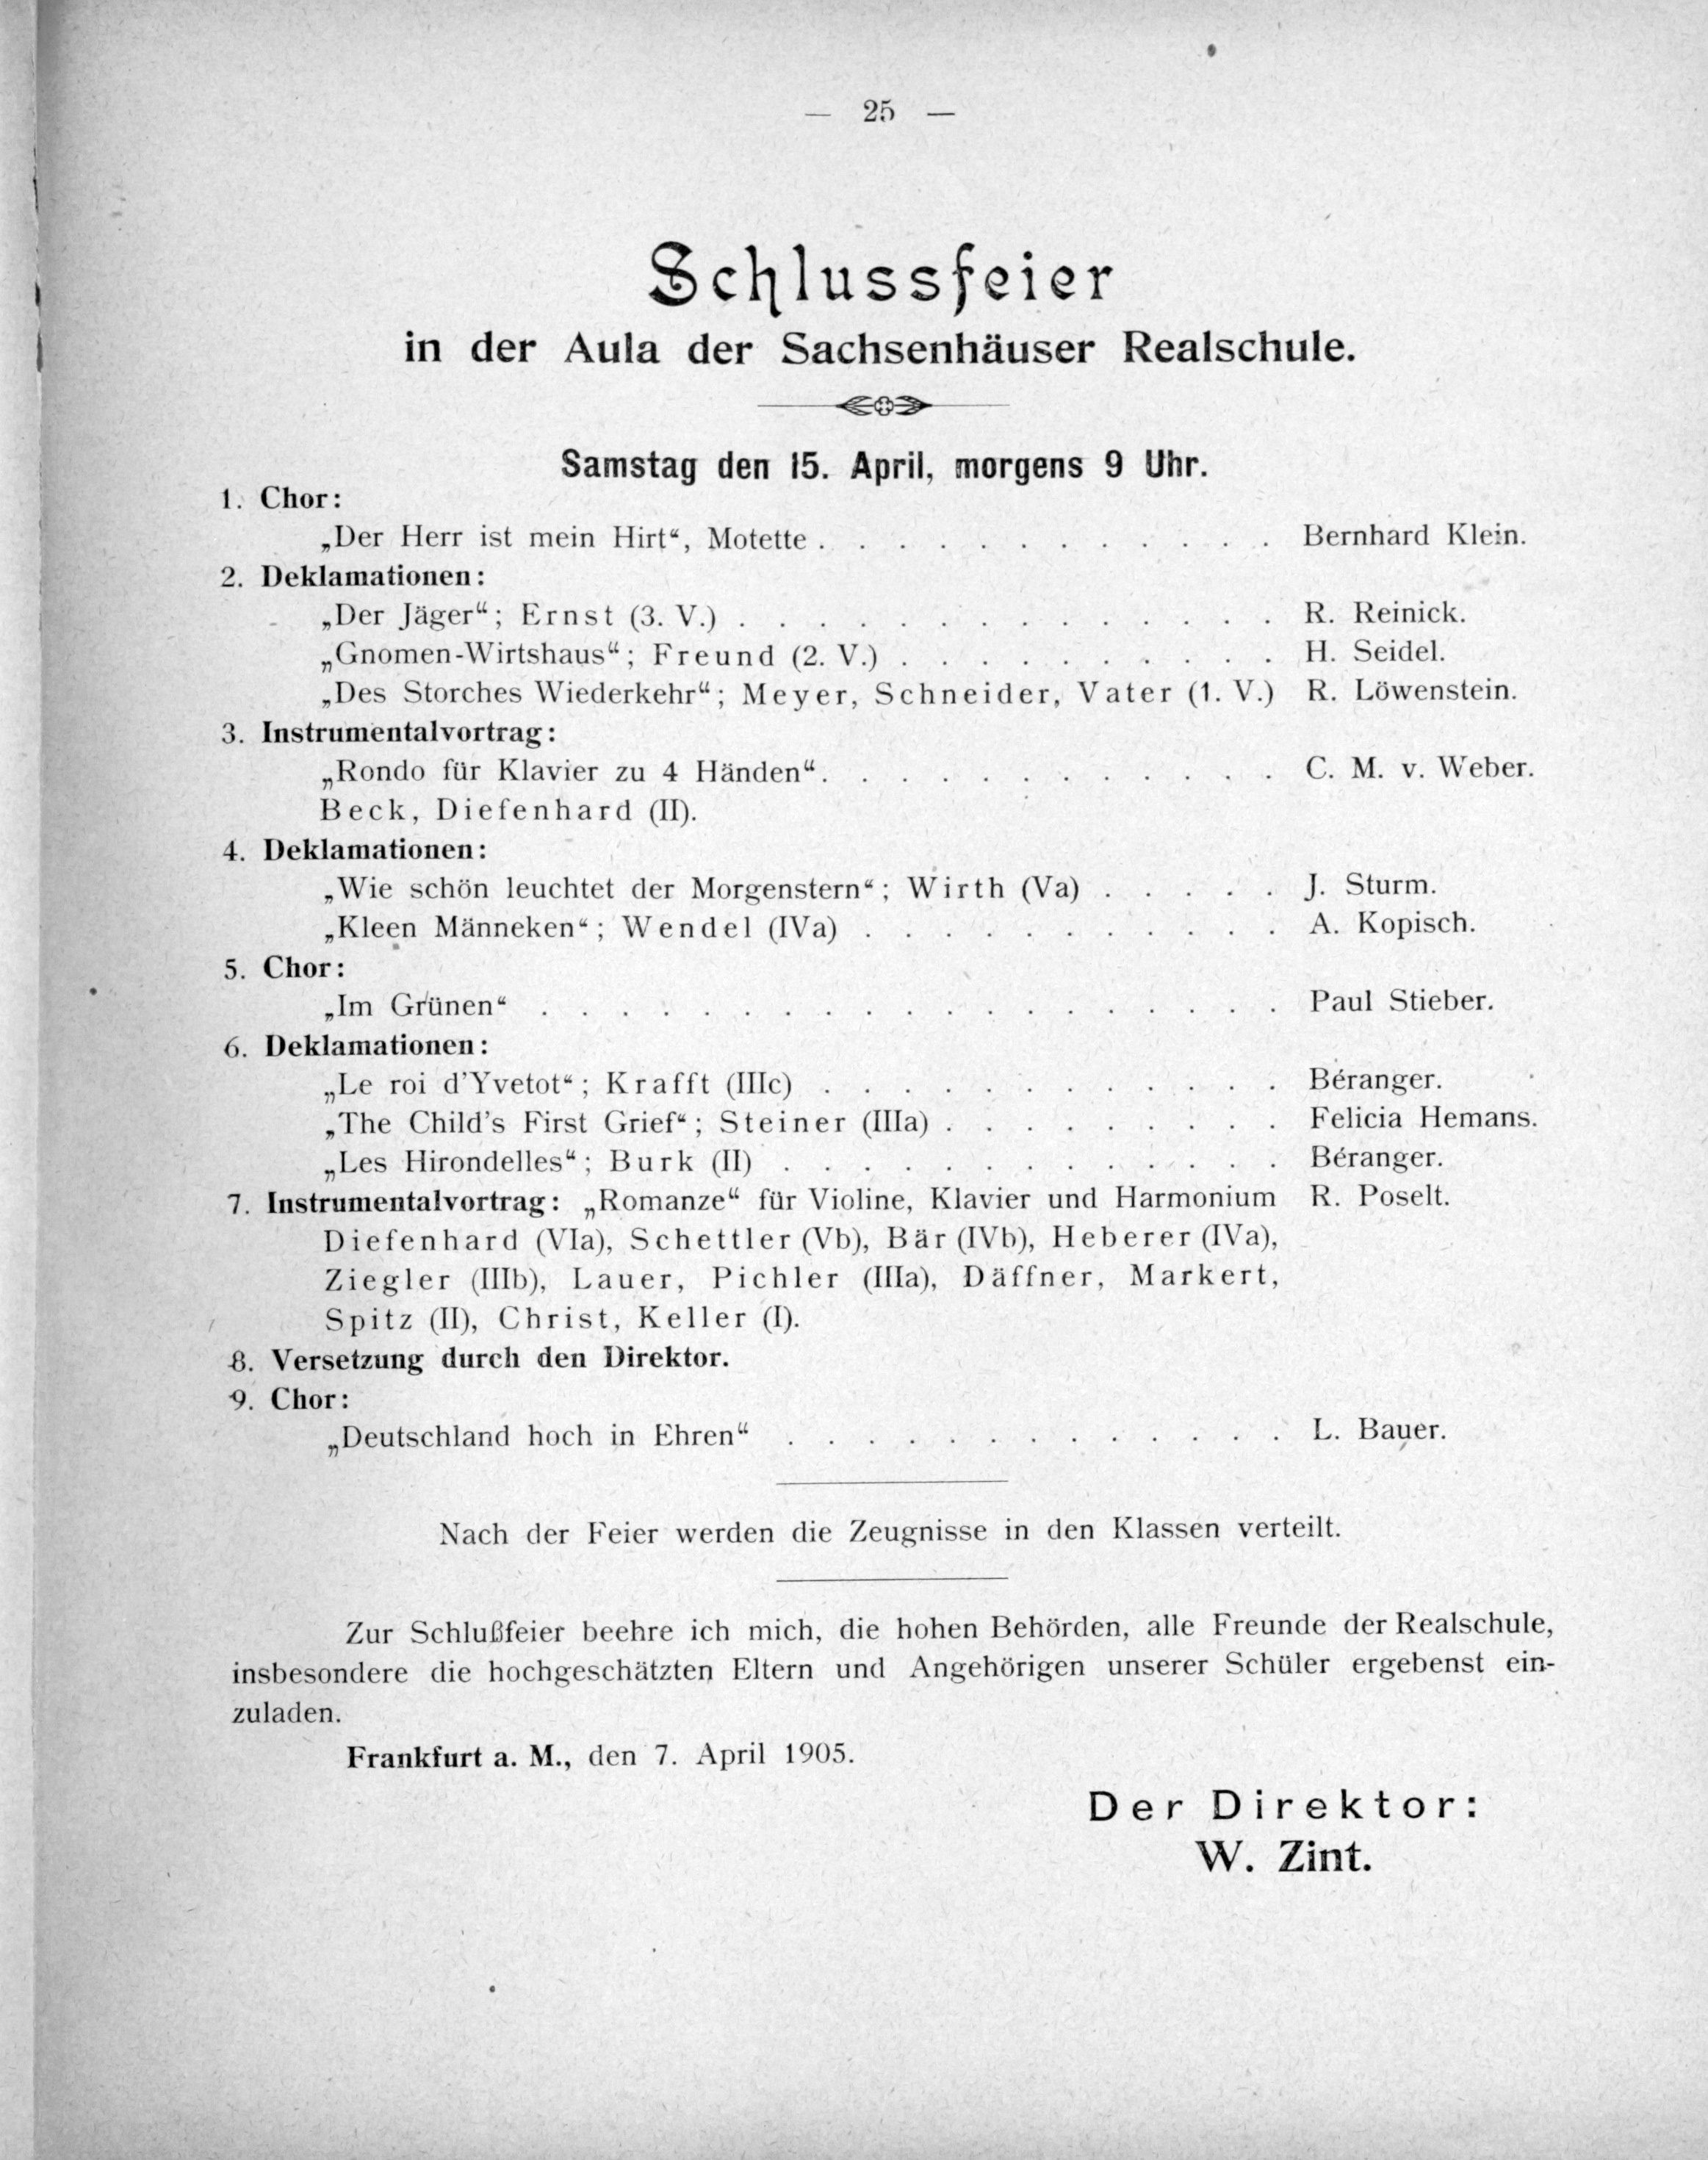 — 25 —
Schlussfeier
in der Aula der Sachsenhäuser Realschule.
Samstag den 15. April, morgens 9 Uhr.
1. Chor:
„Der Herr ist mein Hirt“, Motette . . . . . . . . . . . . Bernhard Klein.
2. Deklamationen:
„Der Jäger“; Ernst (3. V.) . . . . . . . . . . . . . . R. Reinick.
„Gnomen-Wirtshaus“; Freund (2. V.) . . . . . . . . . . H. Seidel.
„Des Storches Wiederkehr“; Meyer, Schneider, Vater (1. V.) R. Löwenstein.
3. Instrumentalvortrag:
„Rondo für Klavier zu 4 Händen“. . . . . . . . . . . . C. M. v. Weber.
Beck, Diefenhard (II).
4. Deklamationen:
„Wie schön leuchtet der Morgenstern“; Wirth (Va) . . . . . J. Sturm.
„Kleen Männeken“; Wendel (IVa) . . . . . . . . . . . A. Kopisch.
5. Chor:
„Im Grünen“ . . . . . . . . . . . . . . . . . . . Paul Stieber.
6. Deklamationen:
„Le roi d'Yvetot“; Krafft (IIIc) . . . . . . . . . . . . Béranger.
„The Child's First Grief“; Steiner (IIIa) . . . . . . . . . Felicia Hemans.
„Les Hirondelles“; Burk (II) . . . . . . . . . . . . . Béranger.
7. Instrumentalvortrag: „Romanze“ für Violine, Klavier und Harmonium R. Poselt.
Diefenhard (VIa), Schettler (Vb), Bär (IVb), Heberer (IVa),
Ziegler (IIIb), Lauer, Pichler (IIIa), Däffner, Markert,
Spitz (II), Christ, Keller (I).
8. Versetzung durch den Direktor.
9. Chor:
„Deutschland hoch in Ehren“ . . . . . . . . . . . . . L. Bauer.
Nach der Feier werden die Zeugnisse in den Klassen verteilt.
Zur Schlußfeier beehre ich mich, die hohen Behörden, alle Freunde der Realschule,
insbesondere die hochgeschätzten Eltern und Angehörigen unserer Schüler ergebenst ein-
zuladen.
Frankfurt a. M., den 7. April 1905.
Der Direktor:
W. Zint.